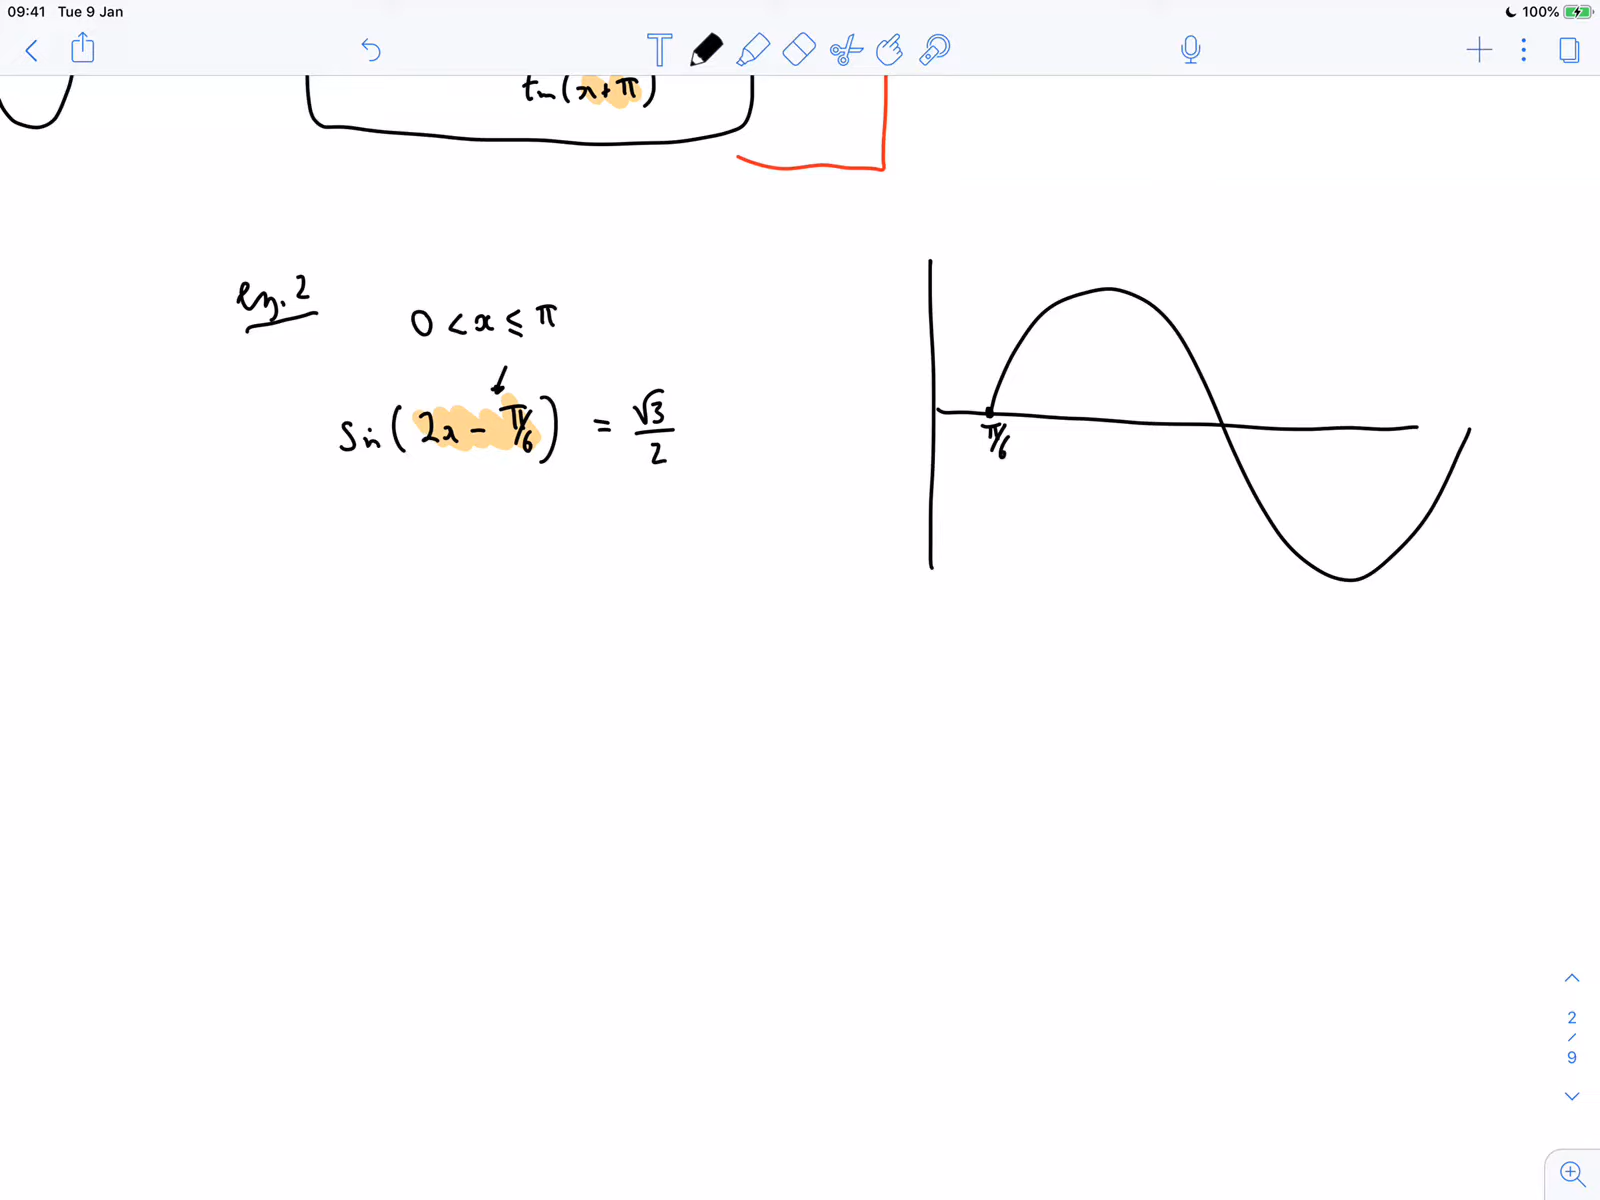 09:41 Tue 9 Jan
100%
T
tan(x+π)
eg. 2
0 < x ≤ π
sin(2x − π/6) = √3/2
π/6
2
/
9